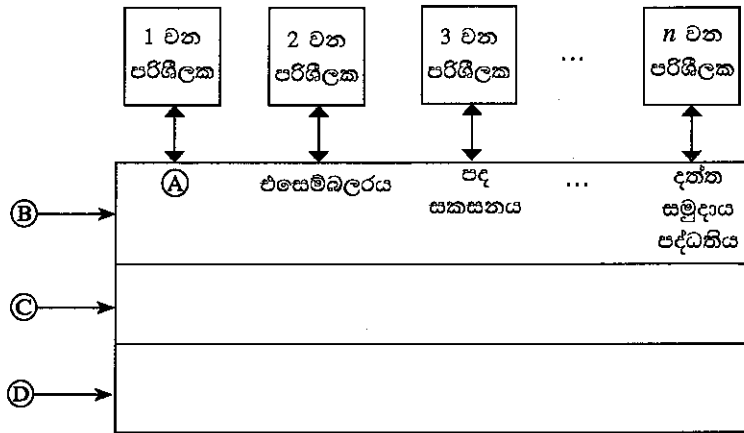 1 වන
පරිශීලක
2 වන
පරිශීලක
3 වන
පරිශීලක
...
n වන
පරිශීලක
A
එසෙම්බලරය
පද
සකසනය
...
දත්ත
සමුදාය
පද්ධතිය
B
C
D